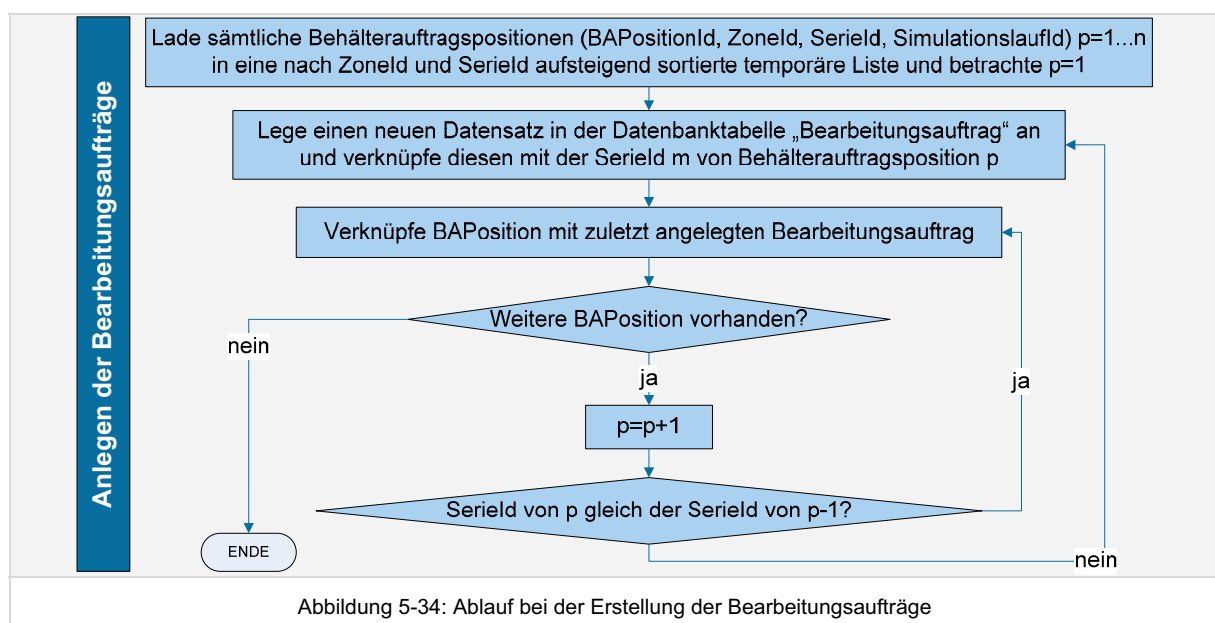 Anlegen der Bearbeitungsaufträge
Lade sämtliche Behälterauftragspositionen (BAPositionId, ZoneId, SerieId, SimulationslaufId) p=1...n
in eine nach ZoneId und SerieId aufsteigend sortierte temporäre Liste und betrachte p=1
Lege einen neuen Datensatz in der Datenbanktabelle „Bearbeitungsauftrag“ an
und verknüpfe diesen mit der SerieId m von Behälterauftragsposition p
Verknüpfe BAPosition mit zuletzt angelegten Bearbeitungsauftrag
Weitere BAPosition vorhanden?
nein
ja
ja
p=p+1
SerieId von p gleich der SerieId von p-1?
ENDE
nein
Abbildung 5-34: Ablauf bei der Erstellung der Bearbeitungsaufträge